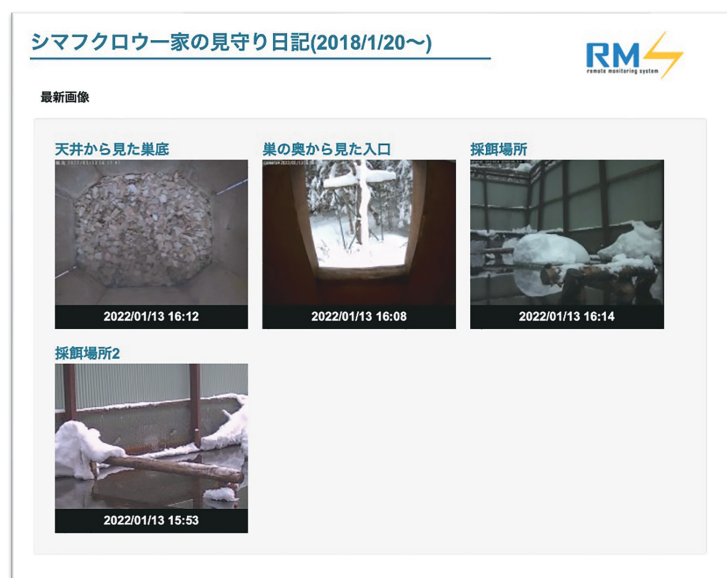 シマフクロウ一家の見守り日記(2018/1/20〜)
RM
remote monitoring system
最新画像
天井から見た巣底
巣の奥から見た入口
採餌場所
2022/01/13 16:12
2022/01/13 16:08
2022/01/13 16:14
採餌場所2
2022/01/13 15:53